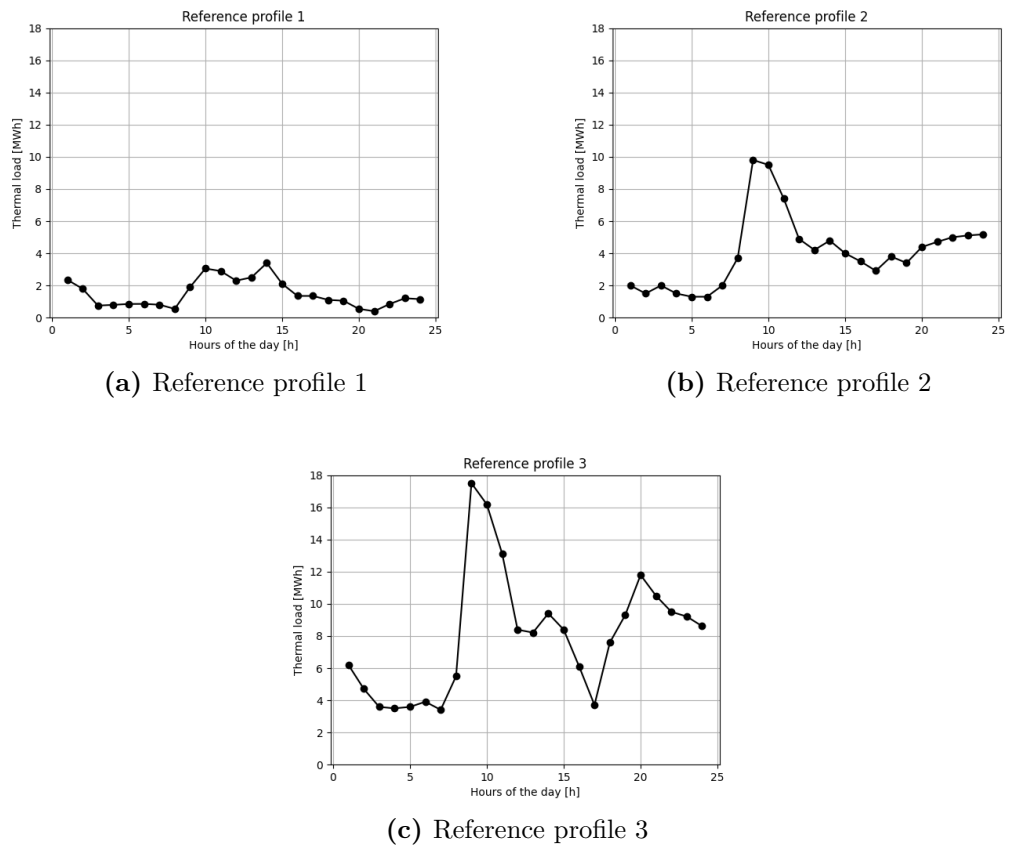 Reference profile 1
18
16
14
12
10
8
6
4
2
0
Thermal load [MWh]
0 5 10 15 20 25
Hours of the day [h]
(a) Reference profile 1
Reference profile 2
18
16
14
12
10
8
6
4
2
0
Thermal load [MWh]
0 5 10 15 20 25
Hours of the day [h]
(b) Reference profile 2
Reference profile 3
18
16
14
12
10
8
6
4
2
0
Thermal load [MWh]
0 5 10 15 20 25
Hours of the day [h]
(c) Reference profile 3